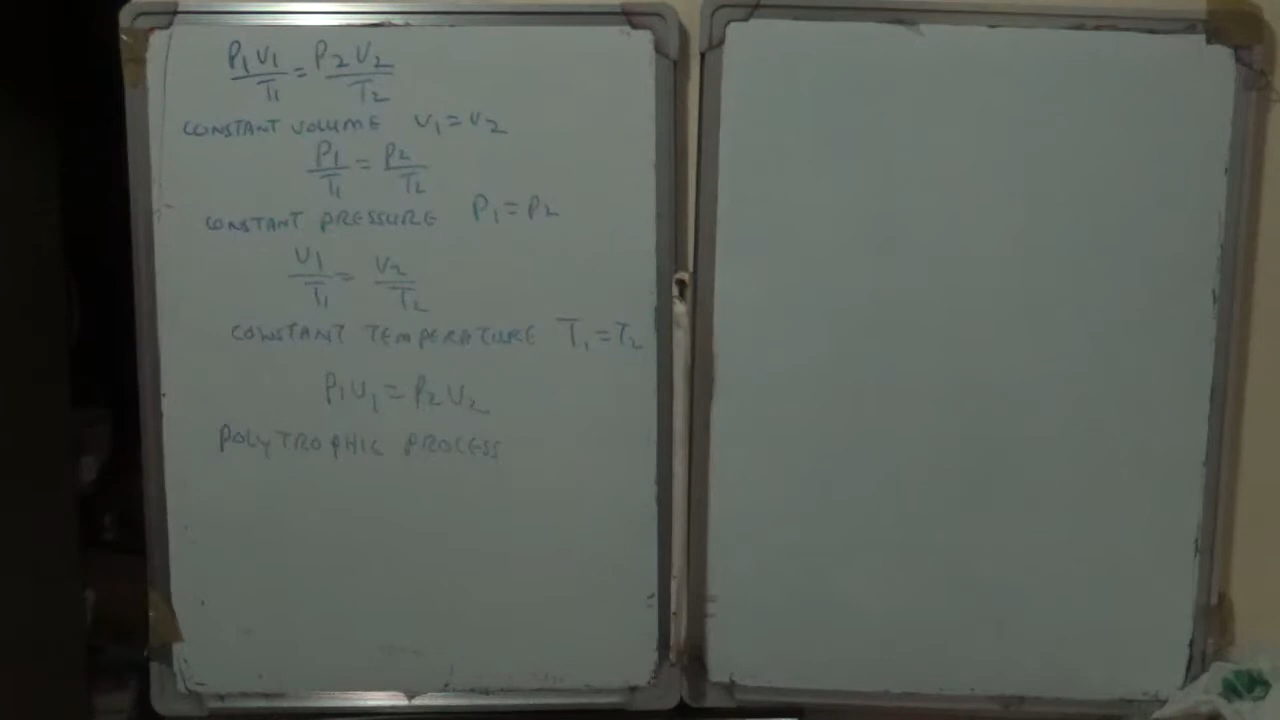 P₁V₁/T₁ = P₂V₂/T₂
CONSTANT VOLUME V₁ = V₂
P₁/T₁ = P₂/T₂
CONSTANT PRESSURE P₁ = P₂
V₁/T₁ = V₂/T₂
CONSTANT TEMPERATURE T₁ = T₂
P₁V₁ = P₂V₂
POLYTROPHIC PROCESS